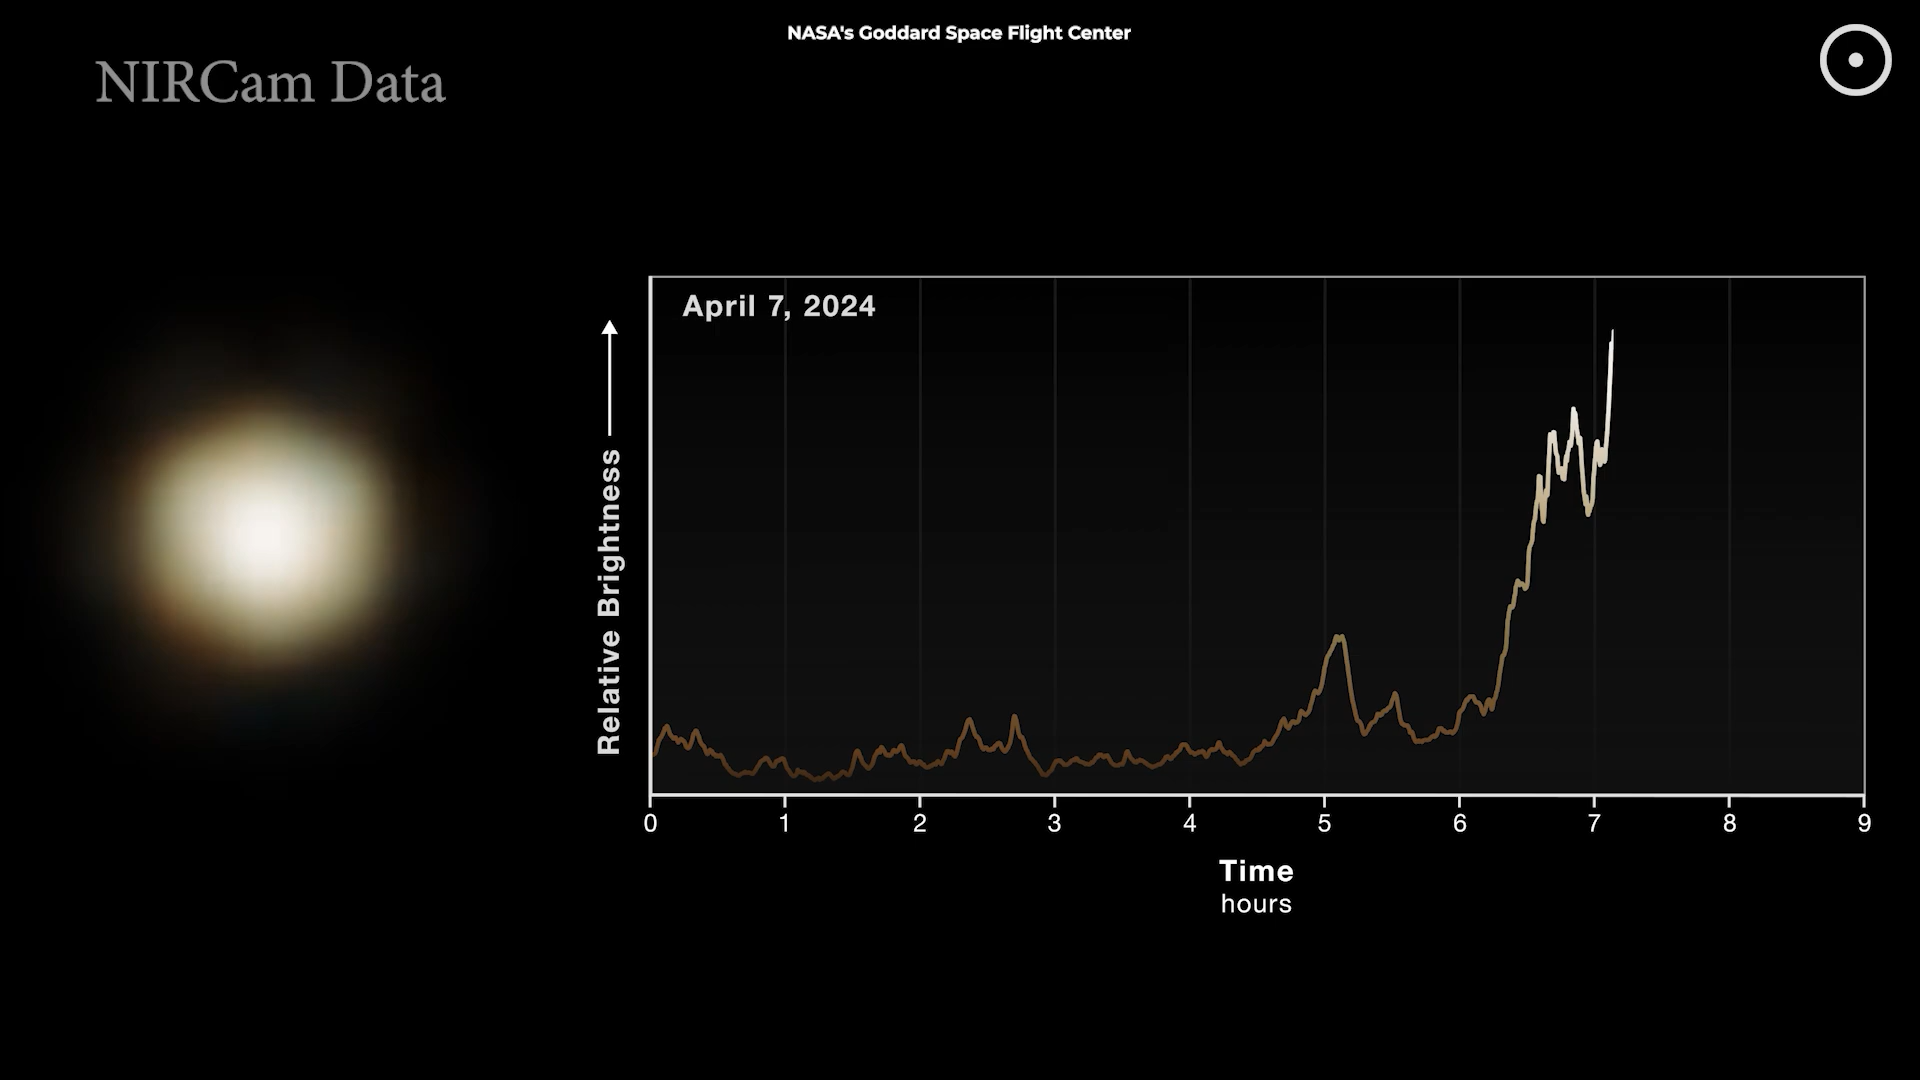 NASA's Goddard Space Flight Center
NIRCam Data
April 7, 2024
Relative Brightness
0 1 2 3 4 5 6 7 8 9
Time
hours